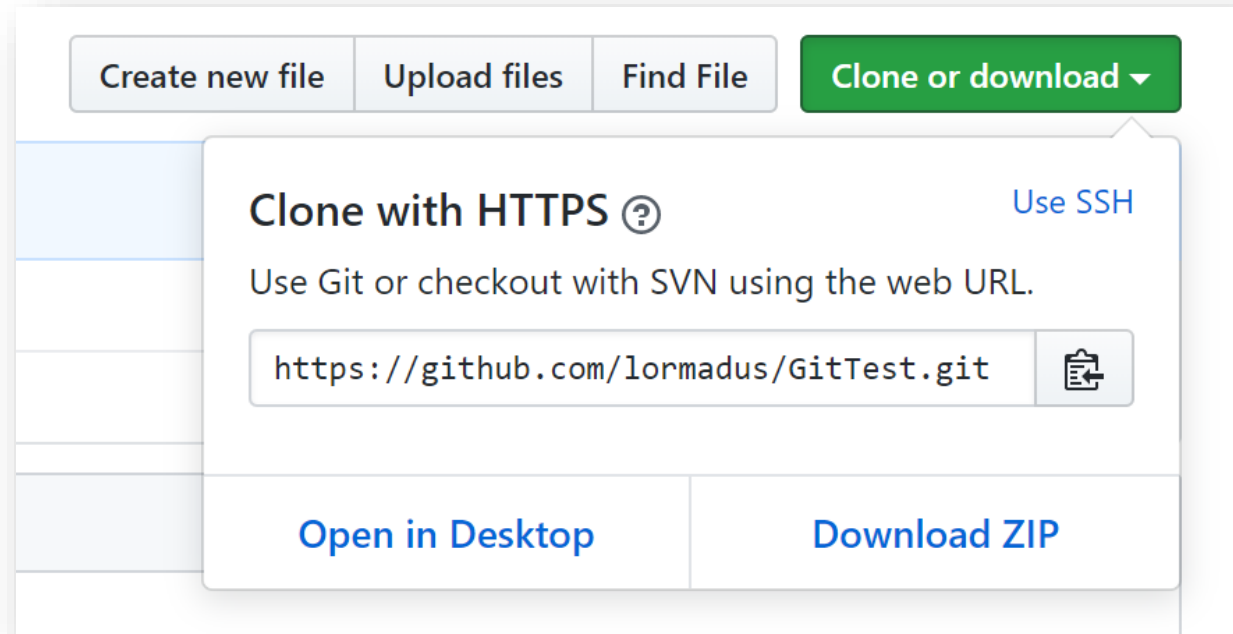 Create new file Upload files Find File Clone or download
Clone with HTTPS ? Use SSH
Use Git or checkout with SVN using the web URL.
https://github.com/lormadus/GitTest.git
Open in Desktop Download ZIP